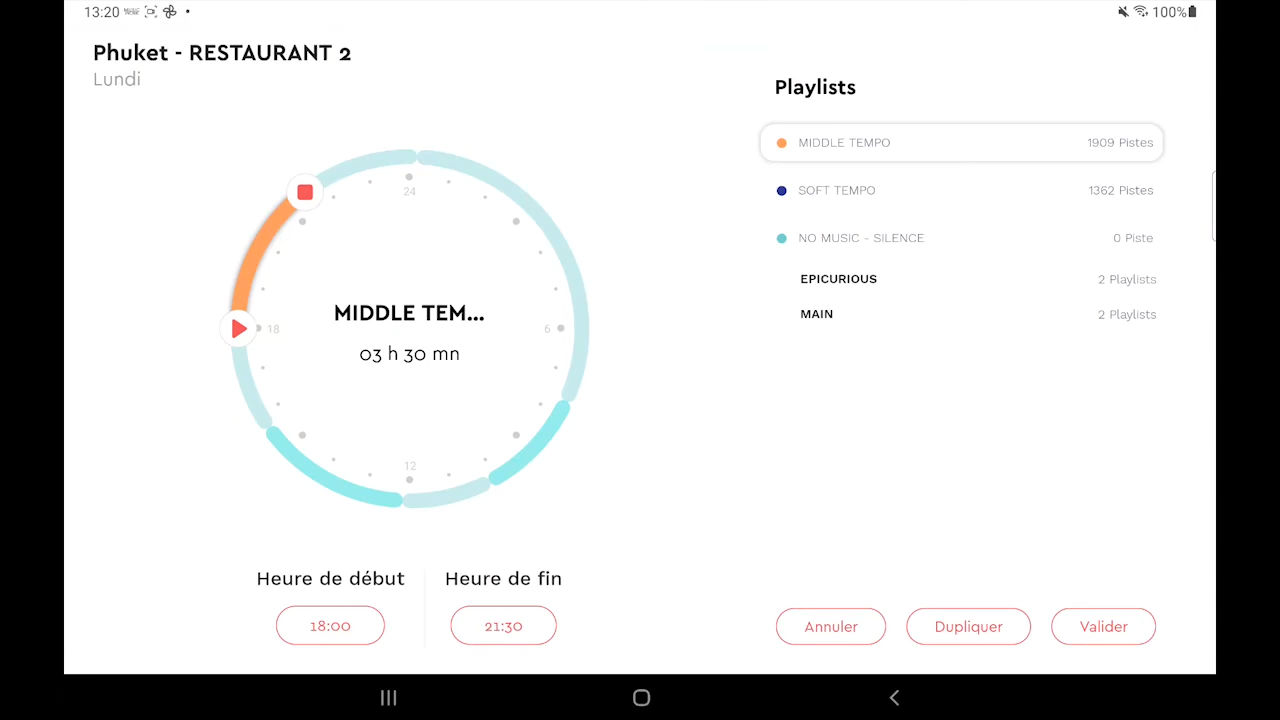 13:20
100%
Phuket - RESTAURANT 2
Lundi
24
18
6
12
MIDDLE TEM...
03 h 30 mn
Heure de début
Heure de fin
18:00
21:30
Playlists
MIDDLE TEMPO 1909 Pistes
SOFT TEMPO 1362 Pistes
NO MUSIC - SILENCE 0 Piste
EPICURIOUS 2 Playlists
MAIN 2 Playlists
Annuler
Dupliquer
Valider